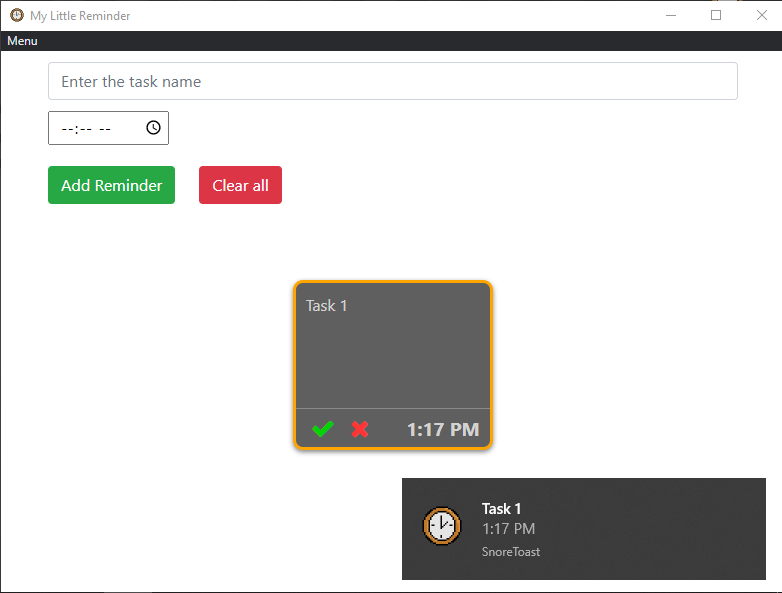 My Little Reminder
Menu
Enter the task name
--:-- --
Add Reminder
Clear all
Task 1
1:17 PM
Task 1
1:17 PM
SnoreToast